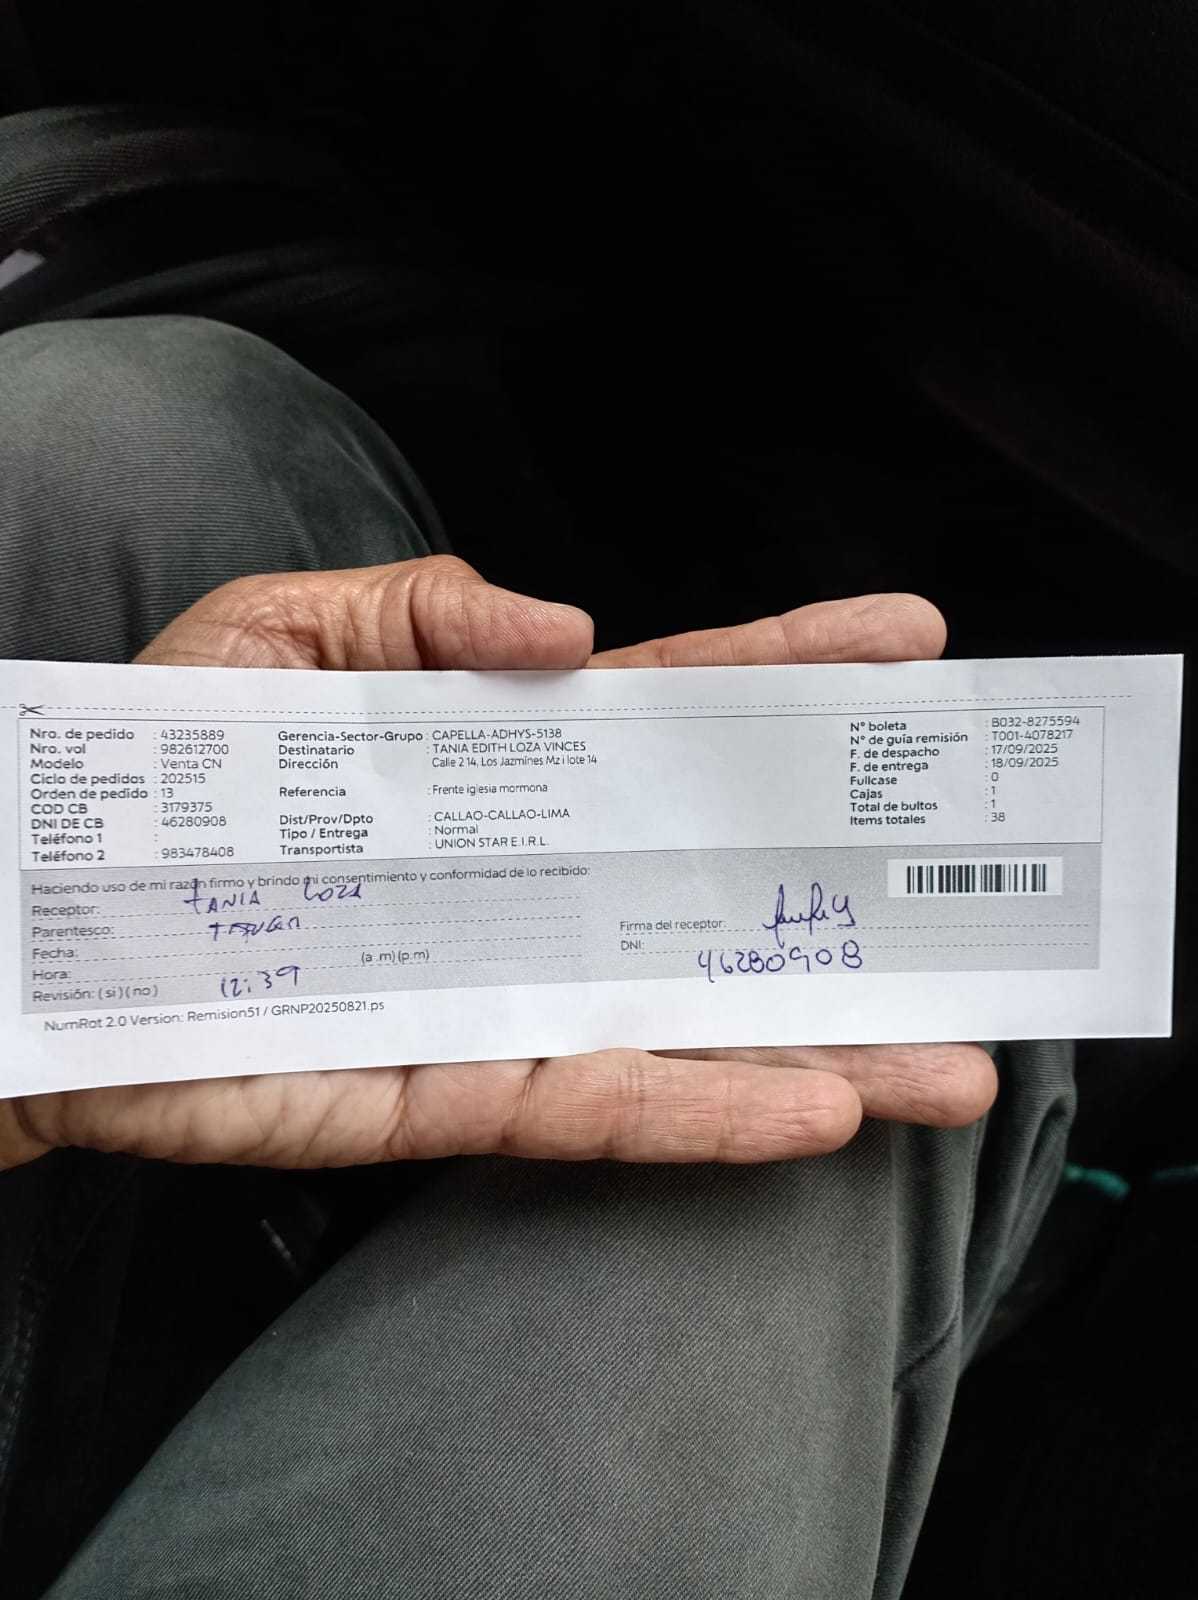 Nro. de pedido : 43235889
Nro. vol : 982612700
Modelo : Venta CN
Ciclo de pedidos : 202515
Orden de pedido : 13
COD CB : 3179375
DNI DE CB : 46280908
Teléfono 1 :
Teléfono 2 : 983478408
Gerencia-Sector-Grupo : CAPELLA-ADHYS-5138
Destinatario : TANIA EDITH LOZA VINCES
Dirección Calle 2 14, Los Jazmines Mz i lote 14
Referencia : Frente iglesia mormona
Dist/Prov/Dpto : CALLAO-CALLAO-LIMA
Tipo / Entrega : Normal
Transportista : UNION STAR E.I.R.L.
N° boleta : B032-8275594
N° de guía remisión : T001-4078217
F. de despacho : 17/09/2025
F. de entrega : 18/09/2025
Fullcase : 0
Cajas : 1
Total de bultos : 1
Items totales : 38
Haciendo uso de mi razón firmo y brindo mi consentimiento y conformidad de lo recibido:
Receptor: TANIA LOZA
Parentesco:
Fecha:
Hora: 12:39 (a .m) (p.m)
Revisión: ( si ) ( no )
Firma del receptor:
DNI: 46280908
NumRot 2.0 Version: Remision51 / GRNP20250821.ps